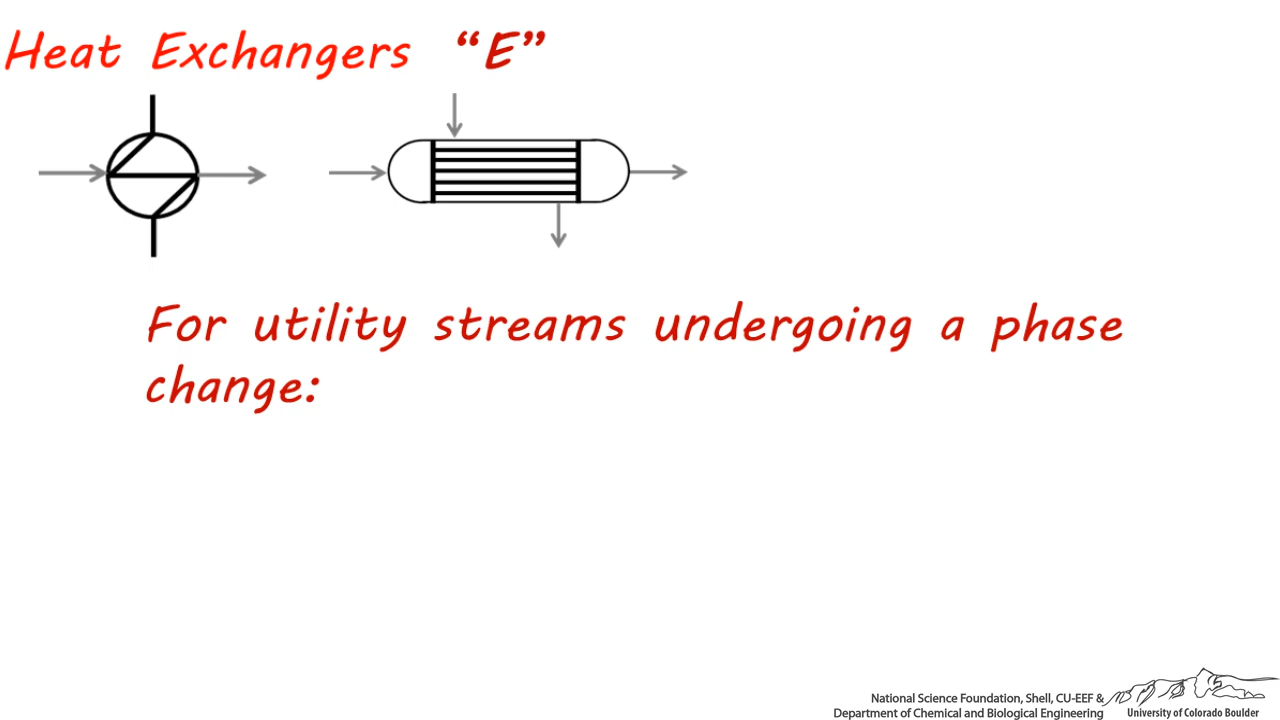 Heat Exchangers “E”
For utility streams undergoing a phase
change:
National Science Foundation, Shell, CU-EEF &
Department of Chemical and Biological Engineering
University of Colorado Boulder